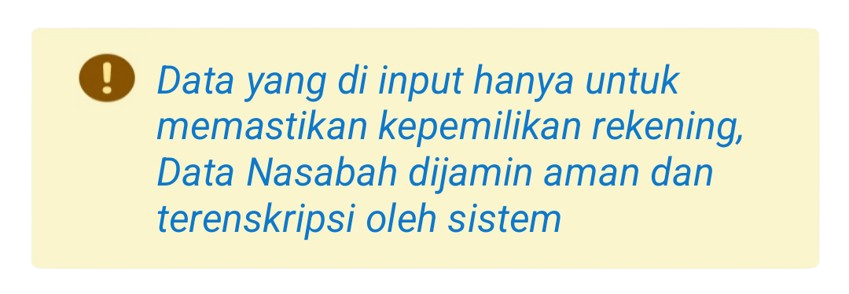 Data yang di input hanya untuk
memastikan kepemilikan rekening,
Data Nasabah dijamin aman dan
terenskripsi oleh sistem